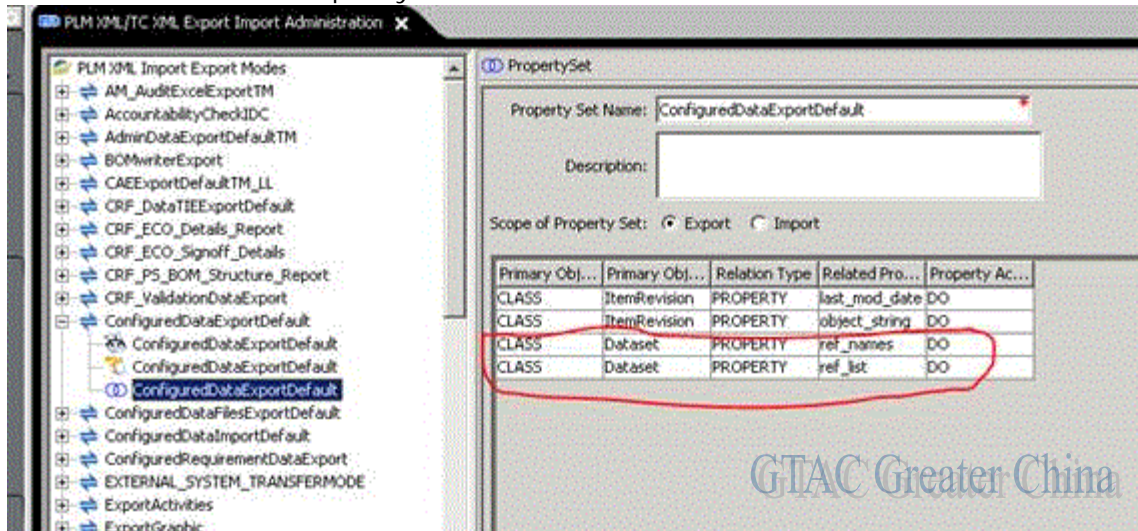 PLM XML/TC XML Export Import Administration
PLM XML Import Export Modes
AM_AuditExcelExportTM
AccountabilityCheckIDC
AdminDataExportDefaultTM
BOMwriterExport
CAEExportDefaultTM_LL
CRF_DataTIEExportDefault
CRF_ECO_Details_Report
CRF_ECO_Signoff_Details
CRF_PS_BOM_Structure_Report
CRF_ValidationDataExport
ConfiguredDataExportDefault
ConfiguredDataExportDefault
ConfiguredDataExportDefault
ConfiguredDataExportDefault
ConfiguredDataFilesExportDefault
ConfiguredDataImportDefault
ConfiguredRequirementDataExport
EXTERNAL_SYSTEM_TRANSFERMODE
ExportActivities
ExportGraphic
PropertySet
Property Set Name: ConfiguredDataExportDefault *
Description:
Scope of Property Set: Export Import
Primary Obj... Primary Obj... Relation Type Related Pro... Property Ac...
CLASS ItemRevision PROPERTY last_mod_date DO
CLASS ItemRevision PROPERTY object_string DO
CLASS Dataset PROPERTY ref_names DO
CLASS Dataset PROPERTY ref_list DO
GTAC Greater China